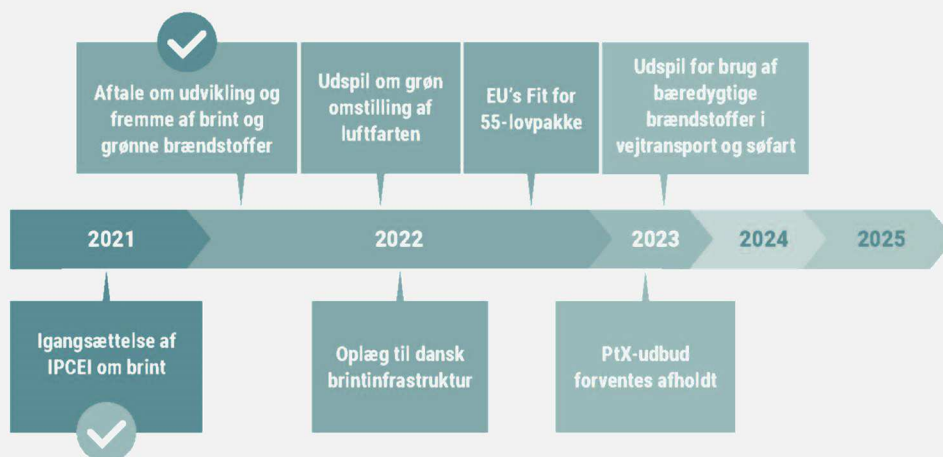 Aftale om udvikling og
fremme af brint og
grønne brændstoffer
Udspil om grøn
omstilling af
luftfarten
EU's Fit for
55-lovpakke
Udspil for brug af
bæredygtige
brændstoffer i
vejtransport og søfart
2021
2022
2023
2024
2025
Igangsættelse af
IPCEI om brint
Oplæg til dansk
brintinfrastruktur
PtX-udbud
forventes afholdt